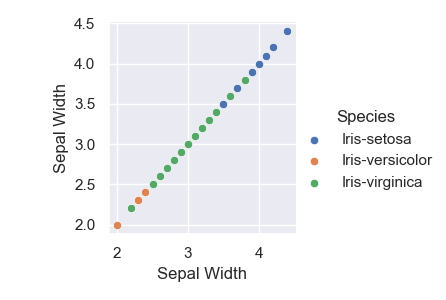 4.5
4.0
3.5
3.0
2.5
2.0
Sepal Width
2 3 4
Sepal Width
Species
Iris-setosa
Iris-versicolor
Iris-virginica